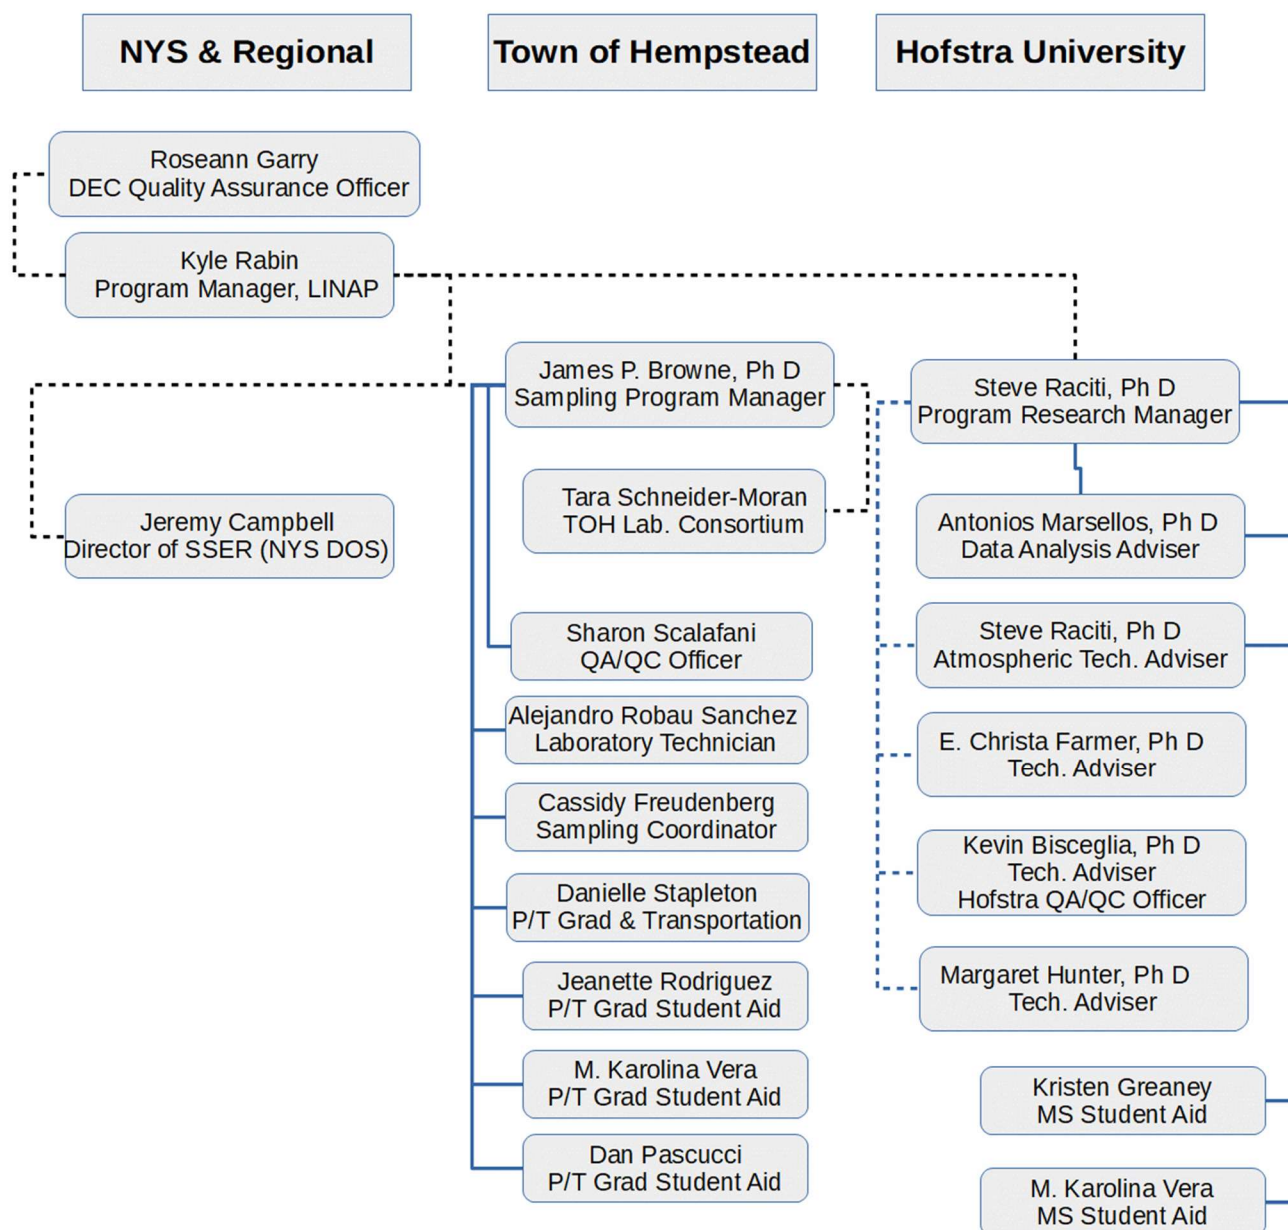 NYS & Regional
Town of Hempstead
Hofstra University
Roseann Garry
DEC Quality Assurance Officer
Kyle Rabin
Program Manager, LINAP
Jeremy Campbell
Director of SSER (NYS DOS)
James P. Browne, Ph D
Sampling Program Manager
Tara Schneider-Moran
TOH Lab. Consortium
Sharon Scalafani
QA/QC Officer
Alejandro Robau Sanchez
Laboratory Technician
Cassidy Freudenberg
Sampling Coordinator
Danielle Stapleton
P/T Grad & Transportation
Jeanette Rodriguez
P/T Grad Student Aid
M. Karolina Vera
P/T Grad Student Aid
Dan Pascucci
P/T Grad Student Aid
Steve Raciti, Ph D
Program Research Manager
Antonios Marsellos, Ph D
Data Analysis Adviser
Steve Raciti, Ph D
Atmospheric Tech. Adviser
E. Christa Farmer, Ph D
Tech. Adviser
Kevin Bisceglia, Ph D
Tech. Adviser
Hofstra QA/QC Officer
Margaret Hunter, Ph D
Tech. Adviser
Kristen Greaney
MS Student Aid
M. Karolina Vera
MS Student Aid